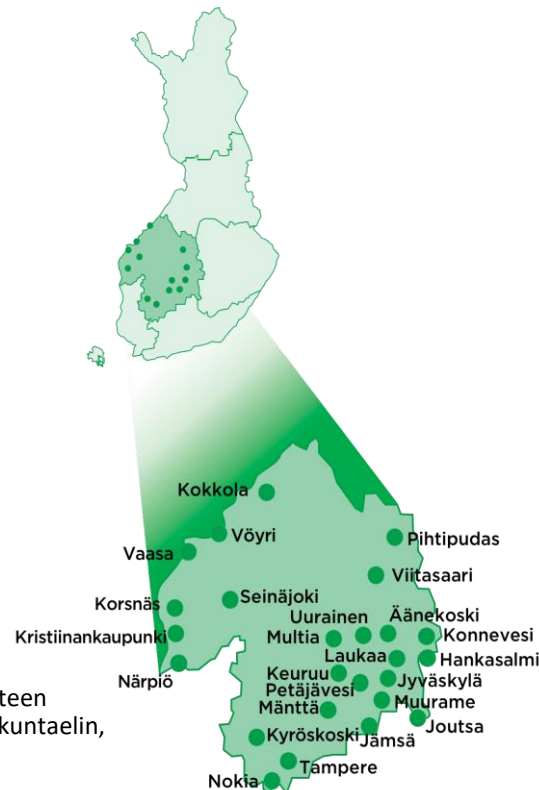 Kokkola
Vöyri
Pihtipudas
Vaasa
Viitasaari
Seinäjoki
Korsnäs
Uurainen
Äänekoski
Kristiinankaupunki
Multia
Konnevesi
Laukaa
Hankasalmi
Keuruu
Närpiö
Petäjävesi
Jyväskylä
Mänttä
Muurame
teen
kuntaelin,
Joutsa
Kyröskoski
Jämsä
Tampere
Nokia